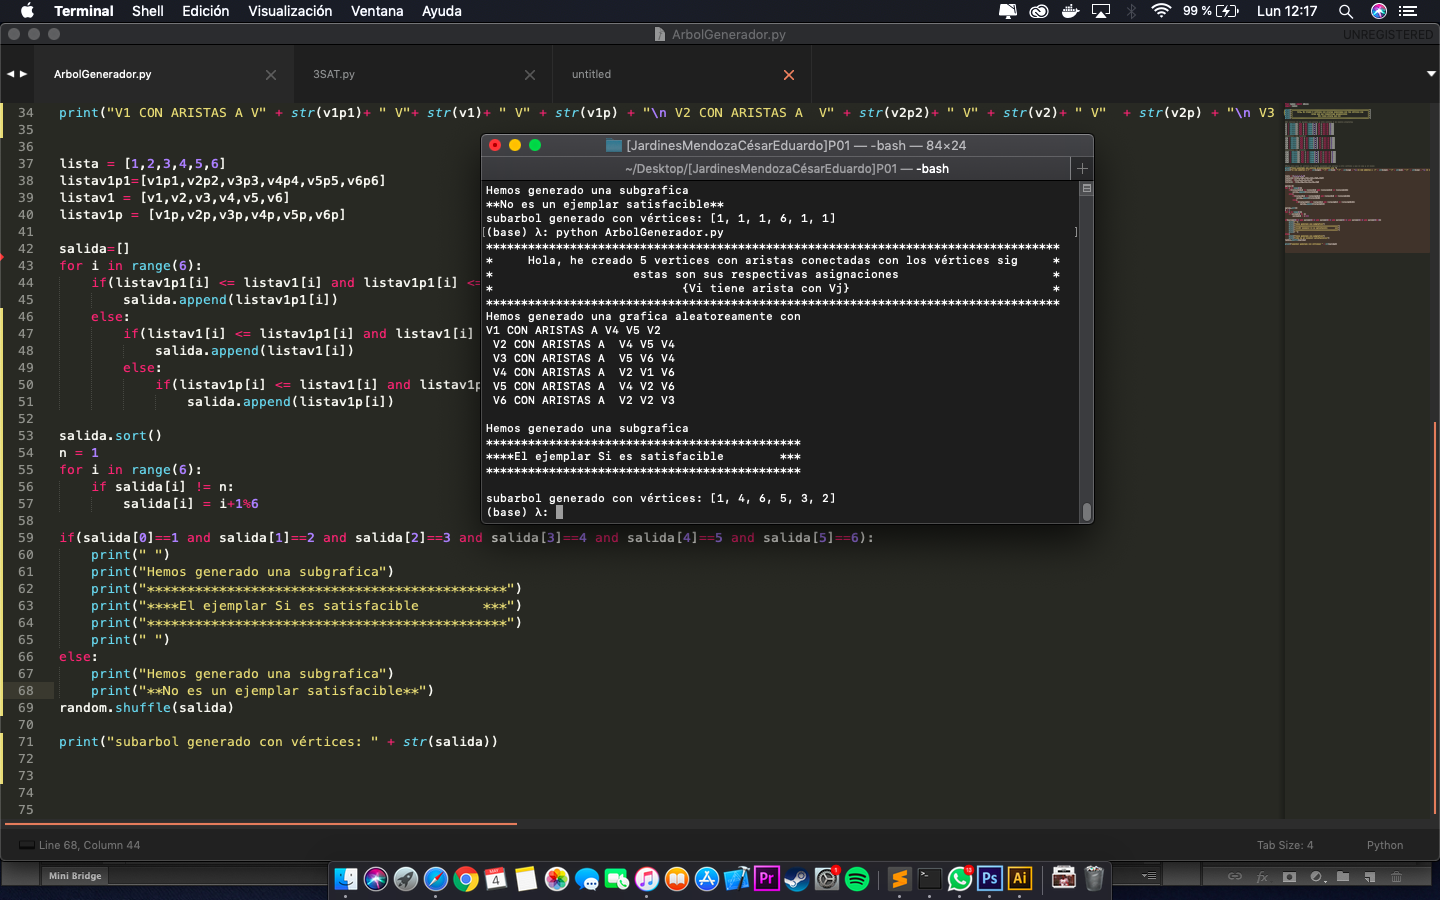 Terminal Shell Edición Visualización Ventana Ayuda 99 % Lun 12:17
ArbolGenerador.py UNREGISTERED
ArbolGenerador.py 3SAT.py untitled
34 print("V1 CON ARISTAS A V" + str(v1p1)+ " V"+ str(v1)+ " V" + str(v1p) + "\n V2 CON ARISTAS A  V" + str(v2p2)+ " V" + str(v2)+ " V"  + str(v2p) + "\n V3
35
36
37 lista = [1,2,3,4,5,6]
38 listav1p1=[v1p1,v2p2,v3p3,v4p4,v5p5,v6p6]
39 listav1 = [v1,v2,v3,v4,v5,v6]
40 listav1p = [v1p,v2p,v3p,v4p,v5p,v6p]
41
42 salida=[]
43 for i in range(6):
44     if(listav1p1[i] <= listav1[i] and listav1p1[i] <=
45         salida.append(listav1p1[i])
46     else:
47         if(listav1[i] <= listav1p1[i] and listav1[i]
48             salida.append(listav1[i])
49         else:
50             if(listav1p[i] <= listav1[i] and listav1p
51                 salida.append(listav1p[i])
52
53 salida.sort()
54 n = 1
55 for i in range(6):
56     if salida[i] != n:
57         salida[i] = i+1%6
58
59 if(salida[0]==1 and salida[1]==2 and salida[2]==3 and salida[3]==4 and salida[4]==5 and salida[5]==6):
60     print(" ")
61     print("Hemos generado una subgrafica")
62     print("*********************************************")
63     print("****El ejemplar Si es satisfacible        ***")
64     print("*********************************************")
65     print(" ")
66 else:
67     print("Hemos generado una subgrafica")
68     print("**No es un ejemplar satisfacible**")
69 random.shuffle(salida)
70
71 print("subarbol generado con vértices: " + str(salida))
72
73
74
75
[JardinesMendozaCésarEduardo]P01 — -bash — 84×24
~/Desktop/[JardinesMendozaCésarEduardo]P01 — -bash
Hemos generado una subgrafica
**No es un ejemplar satisfacible**
subarbol generado con vértices: [1, 1, 1, 6, 1, 1]
[(base) λ: python ArbolGenerador.py ]
**********************************************************************************
*     Hola, he creado 5 vertices con aristas conectadas con los vértices sig     *
*                    estas son sus respectivas asignaciones                      *
*                           {Vi tiene arista con Vj}                             *
**********************************************************************************
Hemos generado una grafica aleatoreamente con
V1 CON ARISTAS A V4 V5 V2
 V2 CON ARISTAS A  V4 V5 V4
 V3 CON ARISTAS A  V5 V6 V4
 V4 CON ARISTAS A  V2 V1 V6
 V5 CON ARISTAS A  V4 V2 V6
 V6 CON ARISTAS A  V2 V2 V3
Hemos generado una subgrafica
*********************************************
****El ejemplar Si es satisfacible        ***
*********************************************
subarbol generado con vértices: [1, 4, 6, 5, 3, 2]
(base) λ:
Line 68, Column 44 Tab Size: 4 Python
Mini Bridge
4 Pr Ps Ai
fx